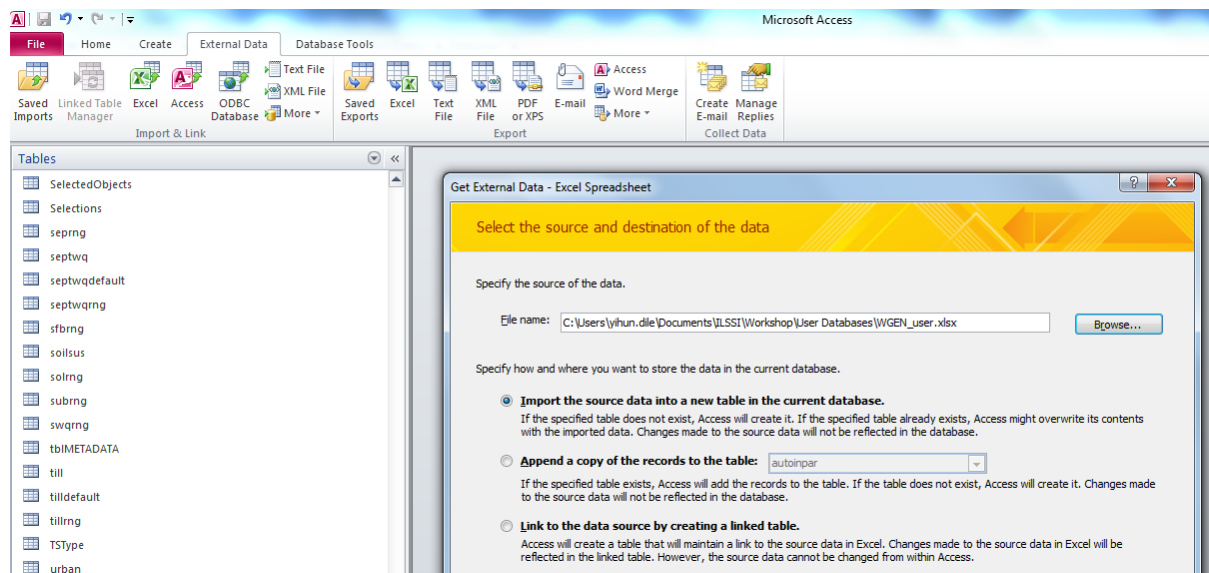 Microsoft Access
File Home Create External Data Database Tools
Saved Imports
Linked Table Manager
Excel
Access
ODBC Database
Text File
XML File
More
Import & Link
Saved Exports
Excel
Text File
XML File
PDF or XPS
E-mail
Access
Word Merge
More
Export
Create E-mail
Manage Replies
Collect Data
Tables
SelectedObjects
Selections
seprng
septwq
septwqdefault
septwqrng
sfbrng
soilsus
solrng
subrng
swqrng
tblMETADATA
till
tilldefault
tillrng
TSType
urban
Get External Data - Excel Spreadsheet
Select the source and destination of the data
Specify the source of the data.
File name: C:\Users\yihun.dile\Documents\ILSSI\Workshop\User Databases\WGEN_user.xlsx Browse...
Specify how and where you want to store the data in the current database.
Import the source data into a new table in the current database.
If the specified table does not exist, Access will create it. If the specified table already exists, Access might overwrite its contents
with the imported data. Changes made to the source data will not be reflected in the database.
Append a copy of the records to the table: autoinpar
If the specified table exists, Access will add the records to the table. If the table does not exist, Access will create it. Changes made
to the source data will not be reflected in the database.
Link to the data source by creating a linked table.
Access will create a table that will maintain a link to the source data in Excel. Changes made to the source data in Excel will be
reflected in the linked table. However, the source data cannot be changed from within Access.